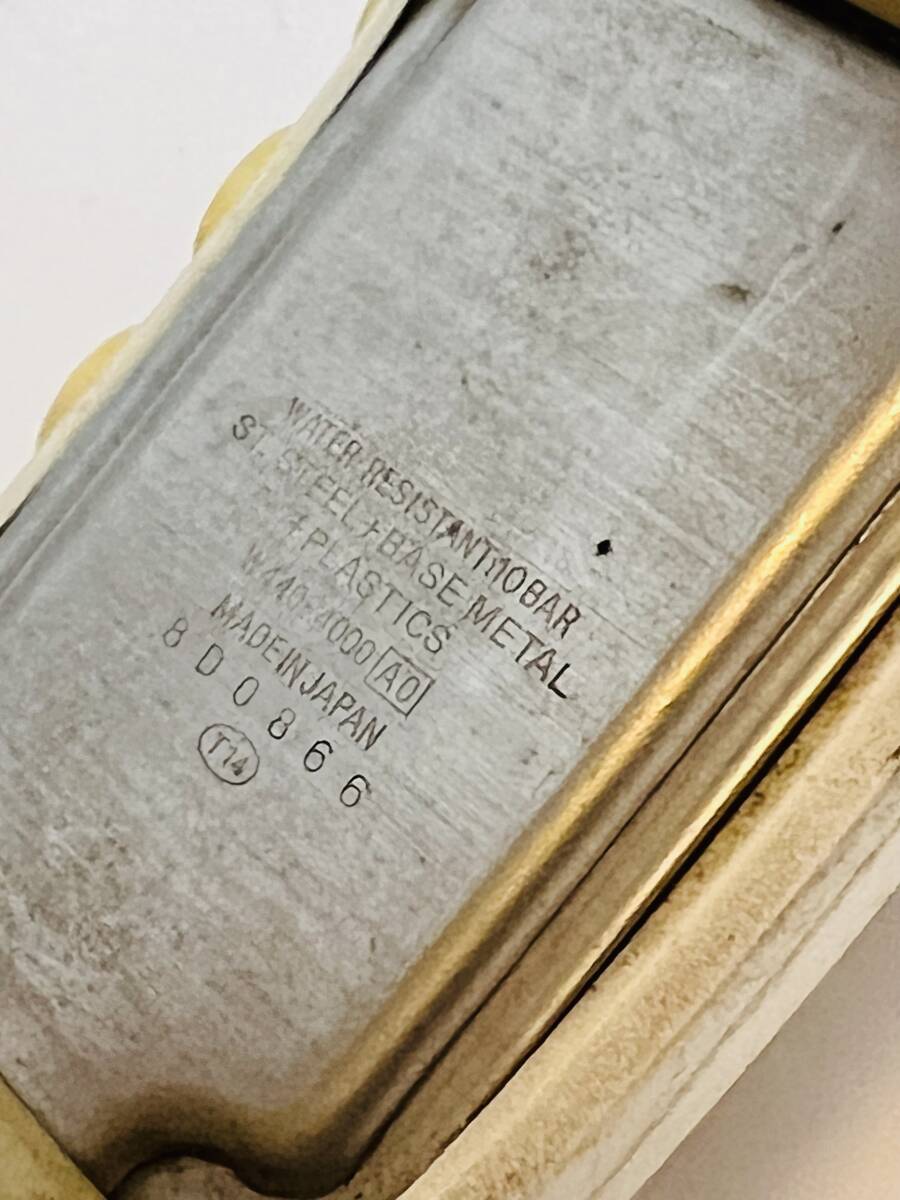 WATER RESISTANT 10BAR
ST. STEEL + BASE METAL
+ PLASTICS
W440-4000 A0
MADE IN JAPAN
8D0866
T14